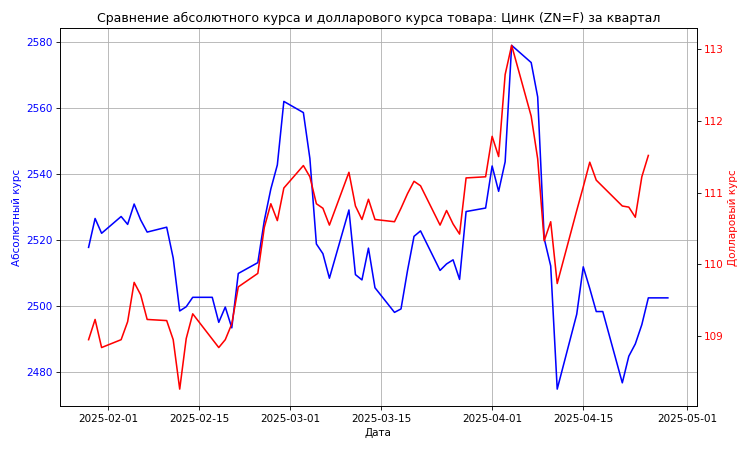 Сравнение абсолютного курса и долларового курса товара: Цинк (ZN=F) за квартал
2580
2560
2540
2520
2500
2480
Абсолютный курс
113
112
111
110
109
Долларовый курс
2025-02-01 2025-02-15 2025-03-01 2025-03-15 2025-04-01 2025-04-15 2025-05-01
Дата